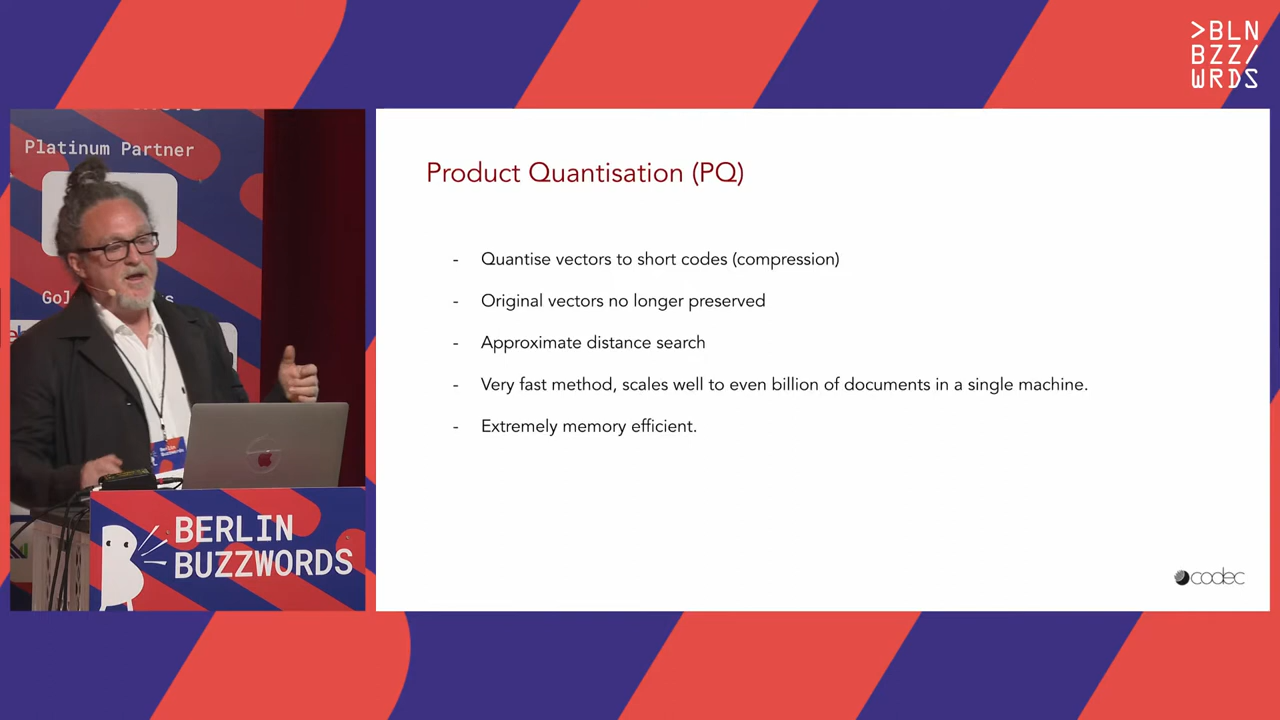 >BLN
BZZ/
WRDS
Platinum Partner
Product Quantisation (PQ)
- Quantise vectors to short codes (compression)
- Original vectors no longer preserved
- Approximate distance search
- Very fast method, scales well to even billion of documents in a single machine.
- Extremely memory efficient.
Berlin
Buzzwords
BERLIN
BUZZWORDS
codec